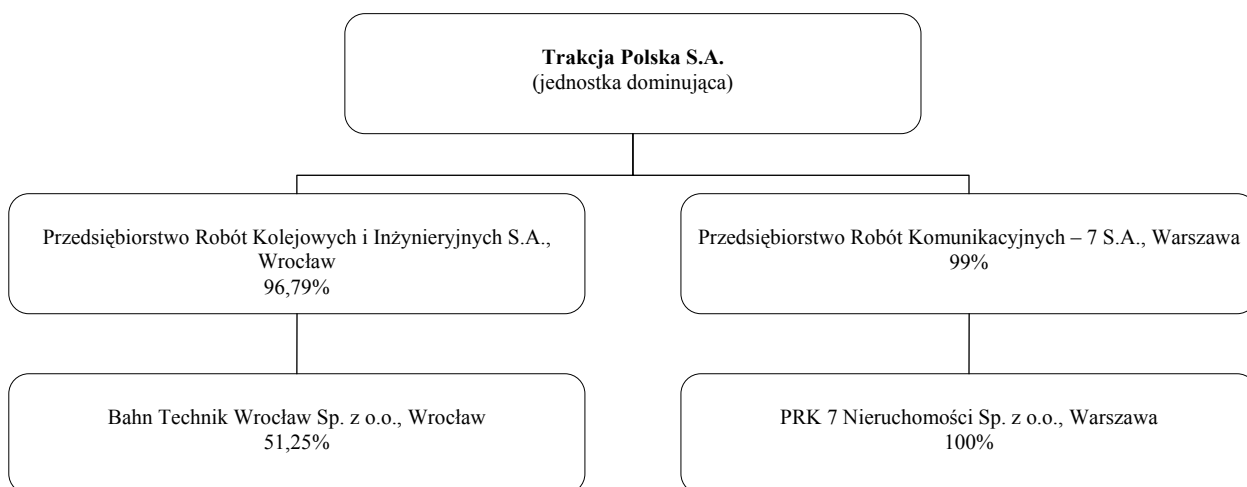 Trakcja Polska S.A.
(jednostka dominująca)
Przedsiębiorstwo Robót Kolejowych i Inżynieryjnych S.A.,
Wrocław
96,79%
Przedsiębiorstwo Robót Komunikacyjnych – 7 S.A., Warszawa
99%
Bahn Technik Wrocław Sp. z o.o., Wrocław
51,25%
PRK 7 Nieruchomości Sp. z o.o., Warszawa
100%